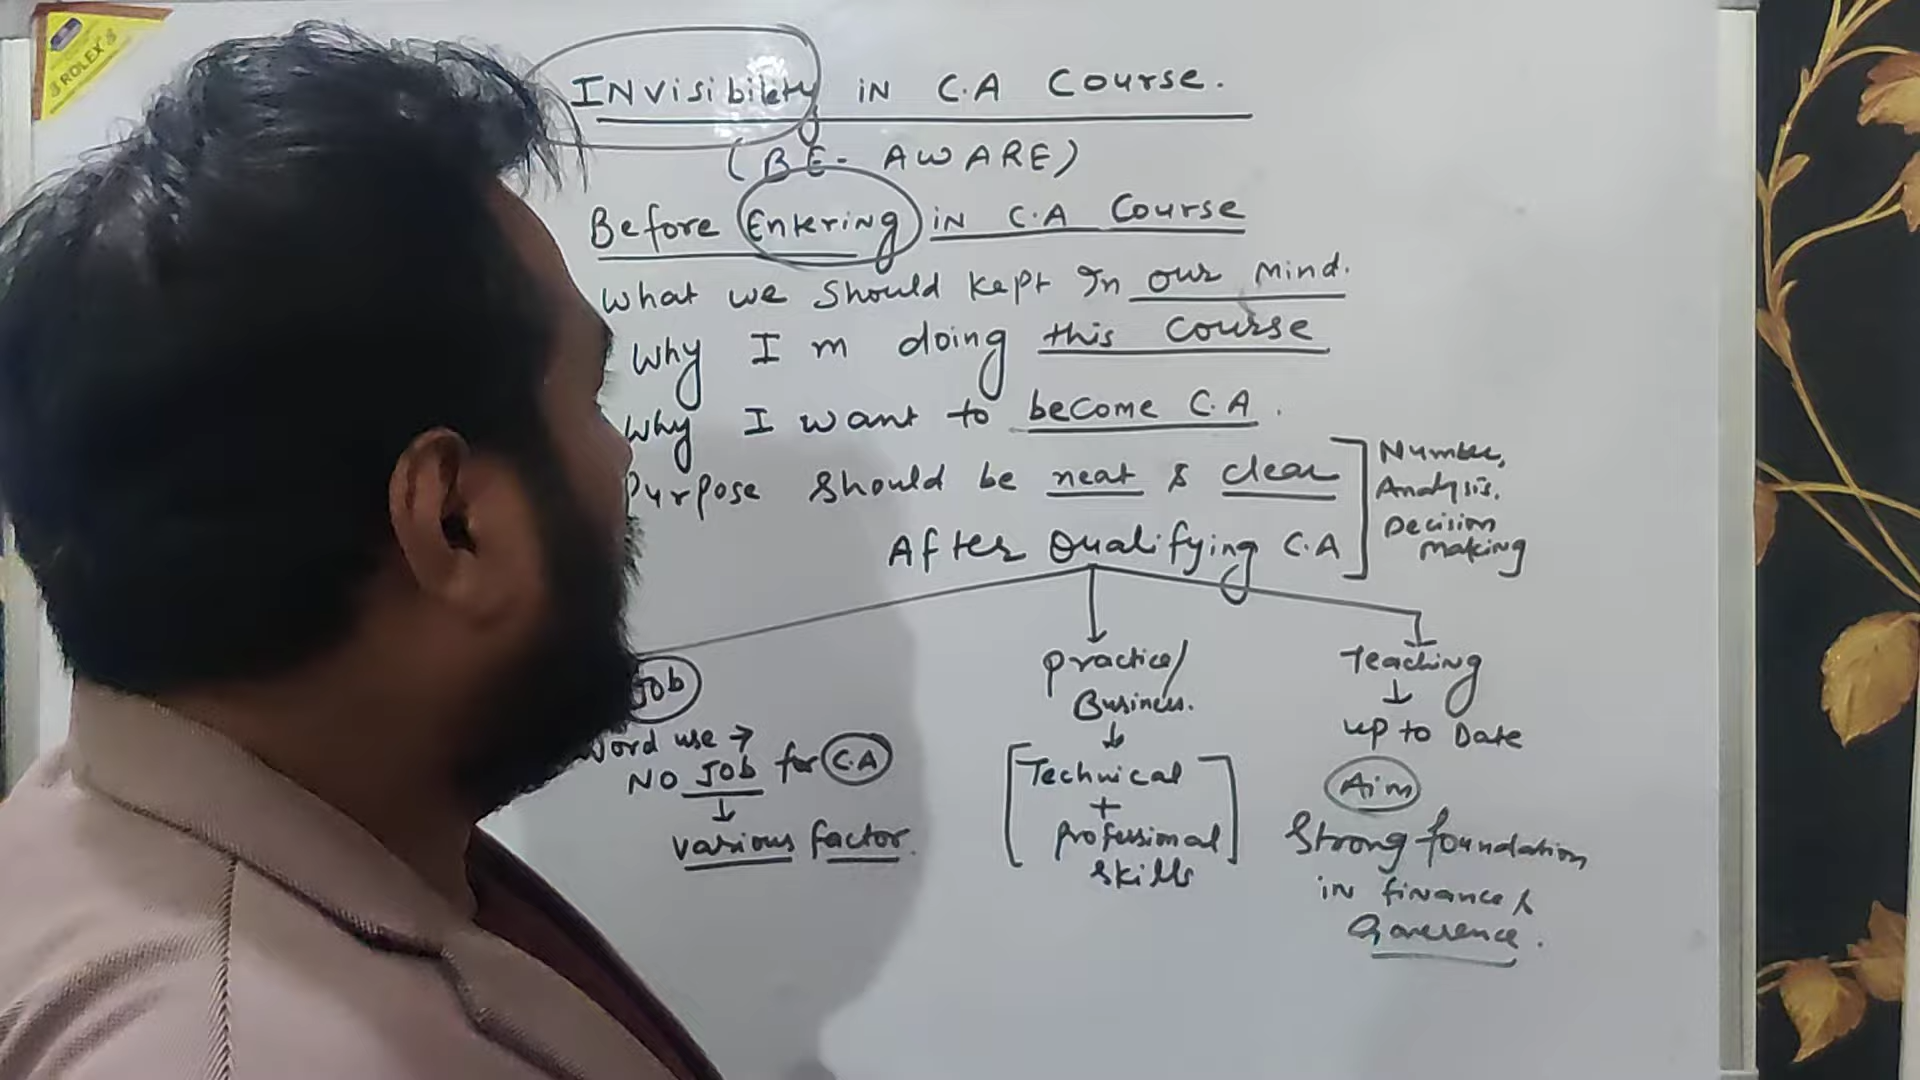 ROLEX
INVisibility IN C.A Course.
(BE- AWARE)
Before Entering IN C.A Course
What we Should kept In our Mind.
Why I m doing this Course
Why I want to become C.A.
Purpose should be neat & clear
Number,
Analysis.
Decision
Making
After Qualifying C.A
Job
Word use →
NO Job for C.A
↓
various factor.
Practice/
Business.
↓
Technical
+
Professional
Skills
Teaching
↓
up to Date
Aim
Strong foundation
in finance &